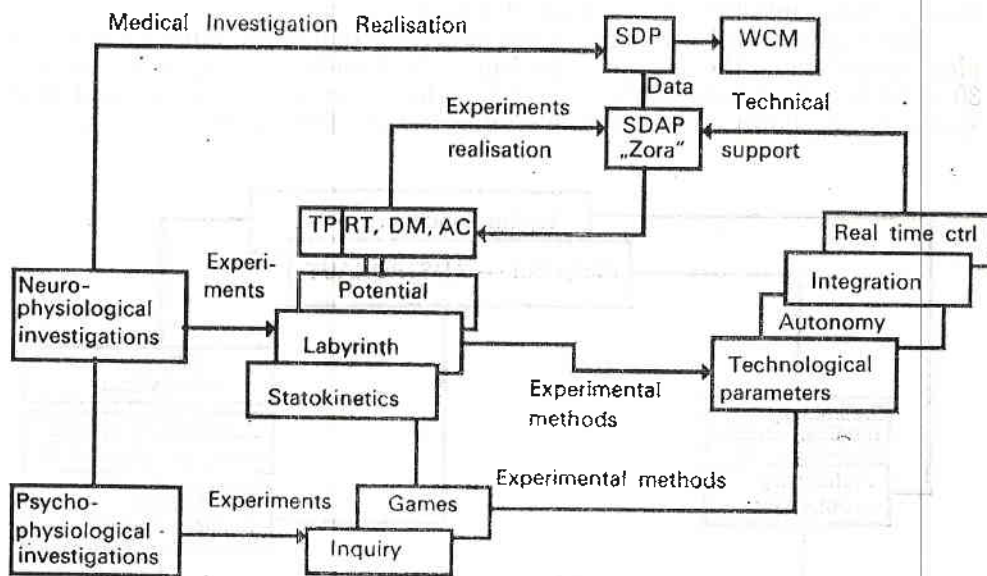 Medical Investigation Realisation
SDP
WCM
Data
Experiments
realisation
SDAP
„Zora"
Technical
support
TP RT, DM, AC
Real time ctrl
Experi-
ments
Neuro-
physiological
investigations
Potential
Integration
Labyrinth
Autonomy
Statokinetics
Technological
parameters
Experimental
methods
Experimental methods
Psycho-
physiological
investigations
Experiments
Games
Inquiry